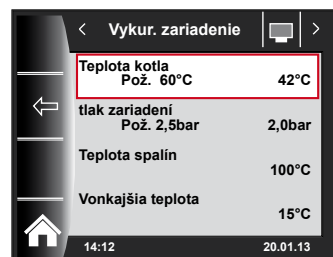 Vykur. zariadenie
Teplota kotla
Pož. 60°C 42°C
tlak zariadení
Pož. 2,5bar 2,0bar
Teplota spalín
100°C
Vonkajšia teplota
15°C
14:12 20.01.13